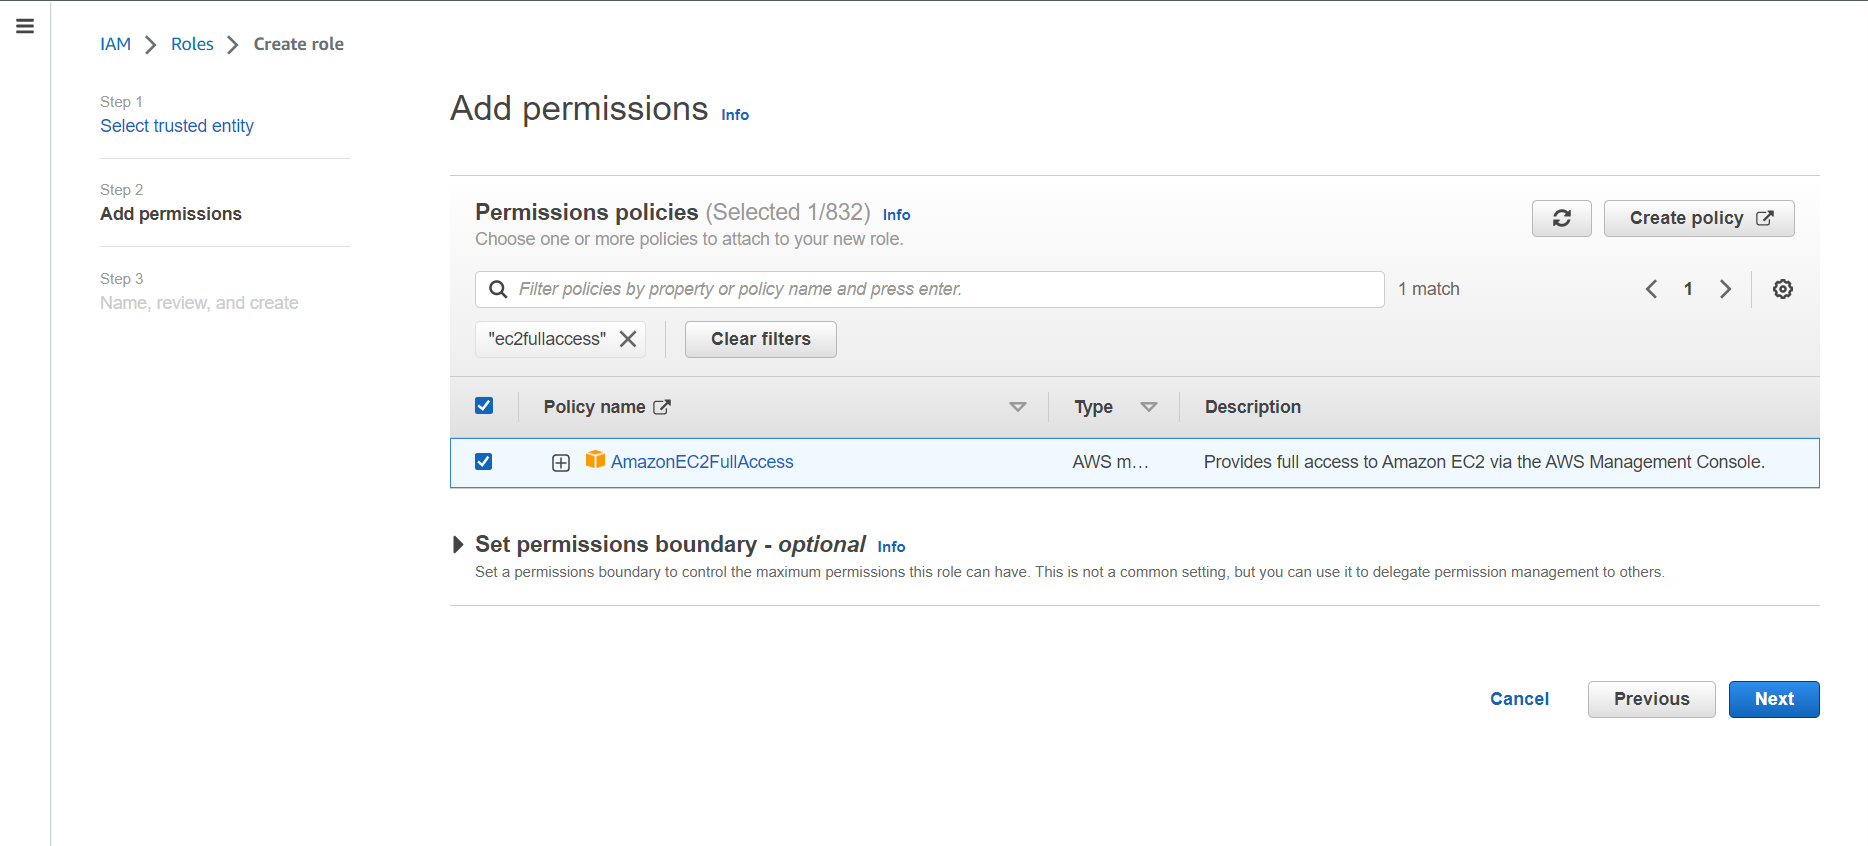 IAM > Roles > Create role
Step 1
Select trusted entity
Step 2
Add permissions
Step 3
Name, review, and create
Add permissions Info
Permissions policies (Selected 1/832) Info
Choose one or more policies to attach to your new role.
Create policy
Filter policies by property or policy name and press enter.
1 match
1
"ec2fullaccess"
Clear filters
Policy name Type Description
AmazonEC2FullAccess AWS m... Provides full access to Amazon EC2 via the AWS Management Console.
Set permissions boundary - optional Info
Set a permissions boundary to control the maximum permissions this role can have. This is not a common setting, but you can use it to delegate permission management to others.
Cancel Previous Next